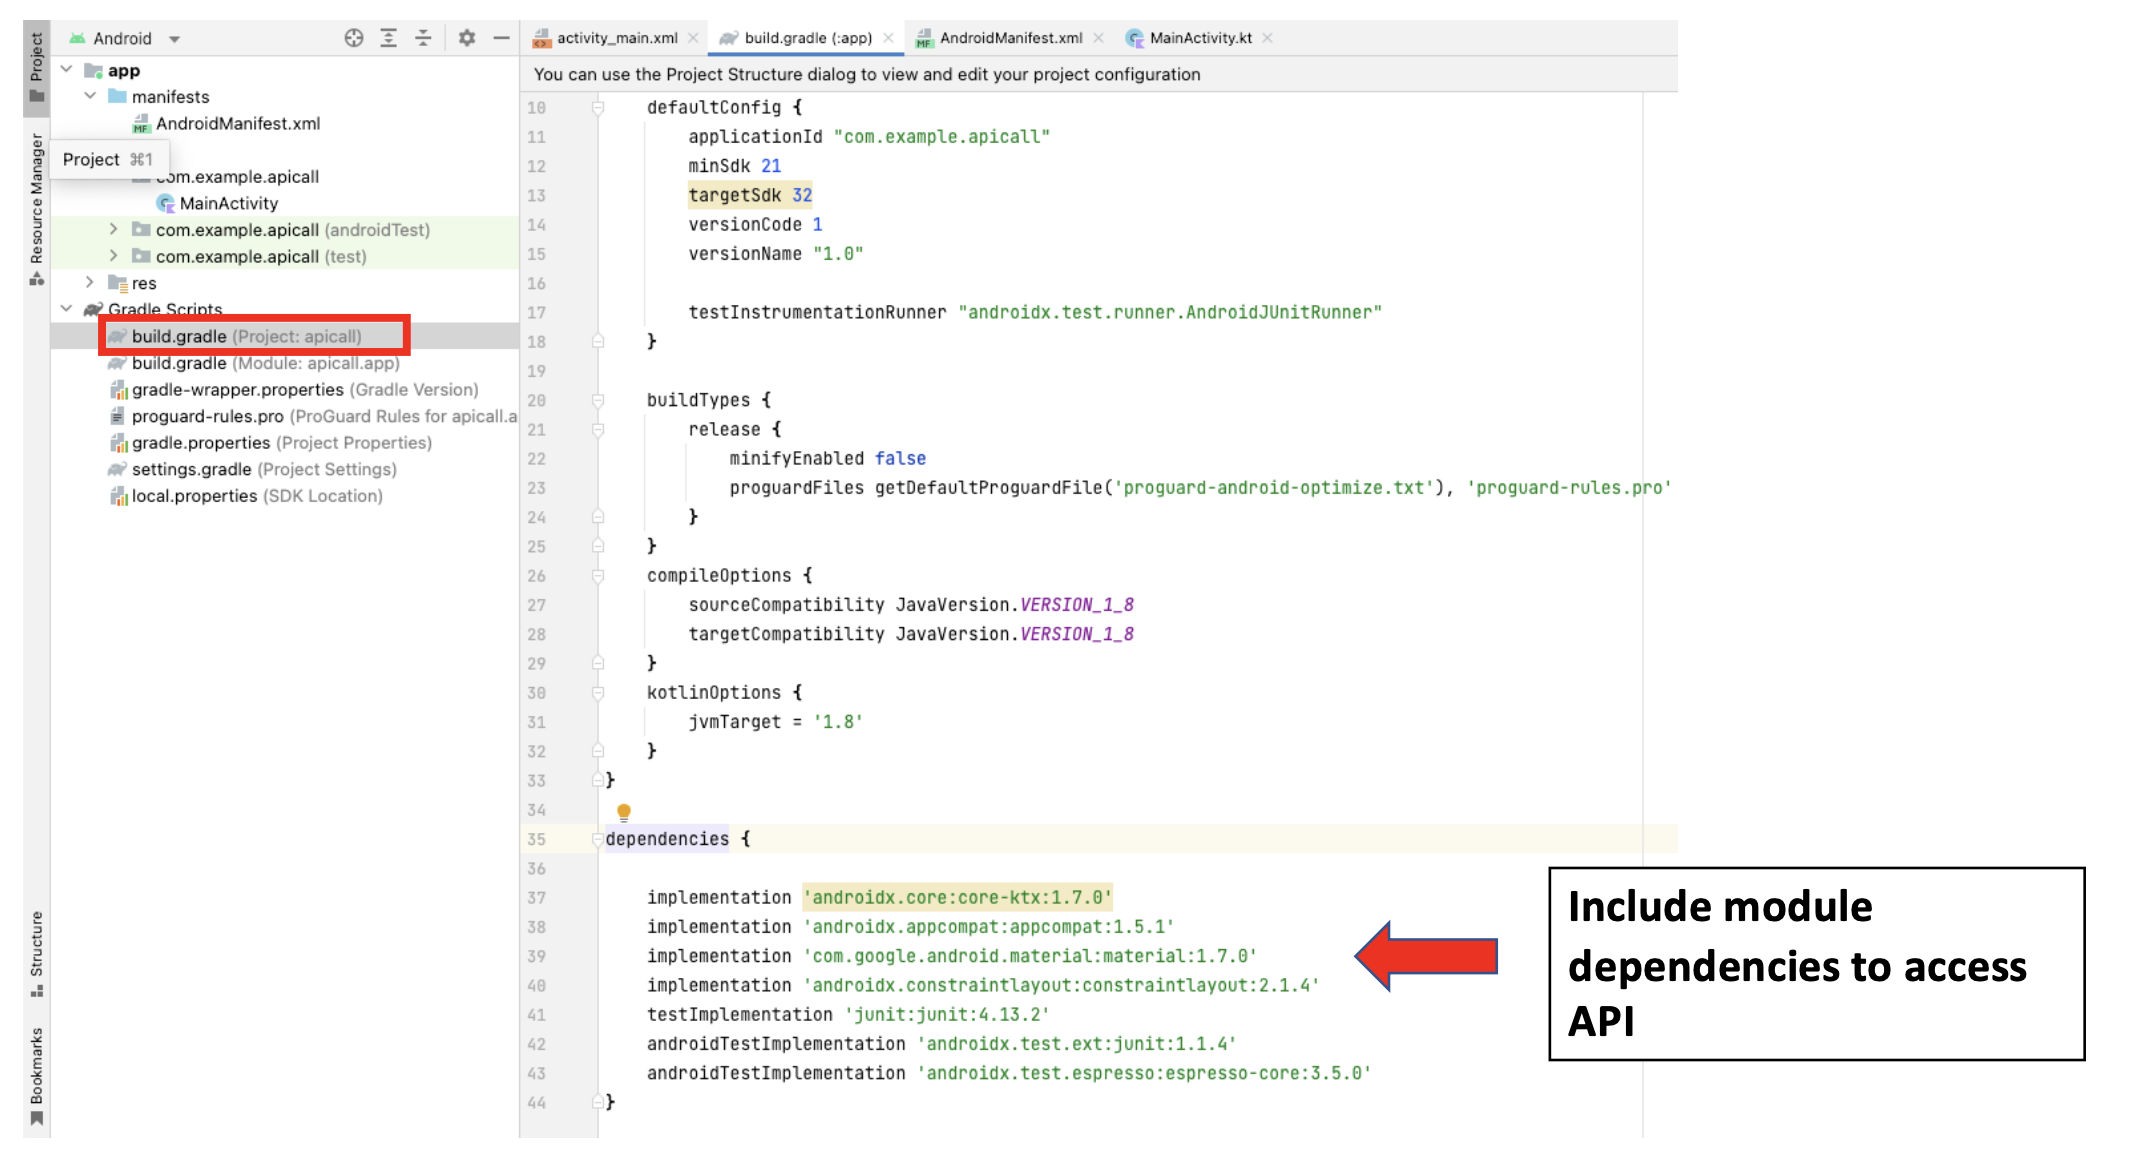 Project
Resource Manager
Structure
Bookmarks
Android
app
manifests
AndroidManifest.xml
Project ⌘1
com.example.apicall
MainActivity
com.example.apicall (androidTest)
com.example.apicall (test)
res
Gradle Scripts
build.gradle (Project: apicall)
build.gradle (Module: apicall.app)
gradle-wrapper.properties (Gradle Version)
proguard-rules.pro (ProGuard Rules for apicall.a
gradle.properties (Project Properties)
settings.gradle (Project Settings)
local.properties (SDK Location)
activity_main.xml build.gradle (:app) AndroidManifest.xml MainActivity.kt
You can use the Project Structure dialog to view and edit your project configuration
10 defaultConfig {
11 applicationId "com.example.apicall"
12 minSdk 21
13 targetSdk 32
14 versionCode 1
15 versionName "1.0"
16
17 testInstrumentationRunner "androidx.test.runner.AndroidJUnitRunner"
18 }
19
20 buildTypes {
21 release {
22 minifyEnabled false
23 proguardFiles getDefaultProguardFile('proguard-android-optimize.txt'), 'proguard-rules.pro'
24 }
25 }
26 compileOptions {
27 sourceCompatibility JavaVersion.VERSION_1_8
28 targetCompatibility JavaVersion.VERSION_1_8
29 }
30 kotlinOptions {
31 jvmTarget = '1.8'
32 }
33 }
34
35 dependencies {
36
37 implementation 'androidx.core:core-ktx:1.7.0'
38 implementation 'androidx.appcompat:appcompat:1.5.1'
39 implementation 'com.google.android.material:material:1.7.0'
40 implementation 'androidx.constraintlayout:constraintlayout:2.1.4'
41 testImplementation 'junit:junit:4.13.2'
42 androidTestImplementation 'androidx.test.ext:junit:1.1.4'
43 androidTestImplementation 'androidx.test.espresso:espresso-core:3.5.0'
44 }
Include module
dependencies to access
API